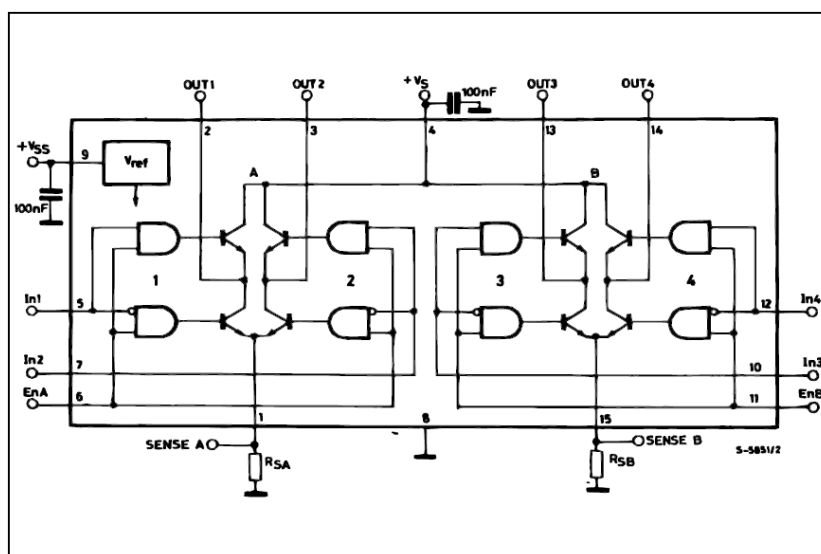 OUT1
OUT2
+VS
100nF
OUT3
OUT4
2
3
4
13
14
+VSS
9
Vref
A
B
100nF
1
2
3
4
In1
5
12
In4
In2
7
10
In3
EnA
6
11
EnB
1
8
15
SENSE A
SENSE B
S-5851/2
RSA
RSB